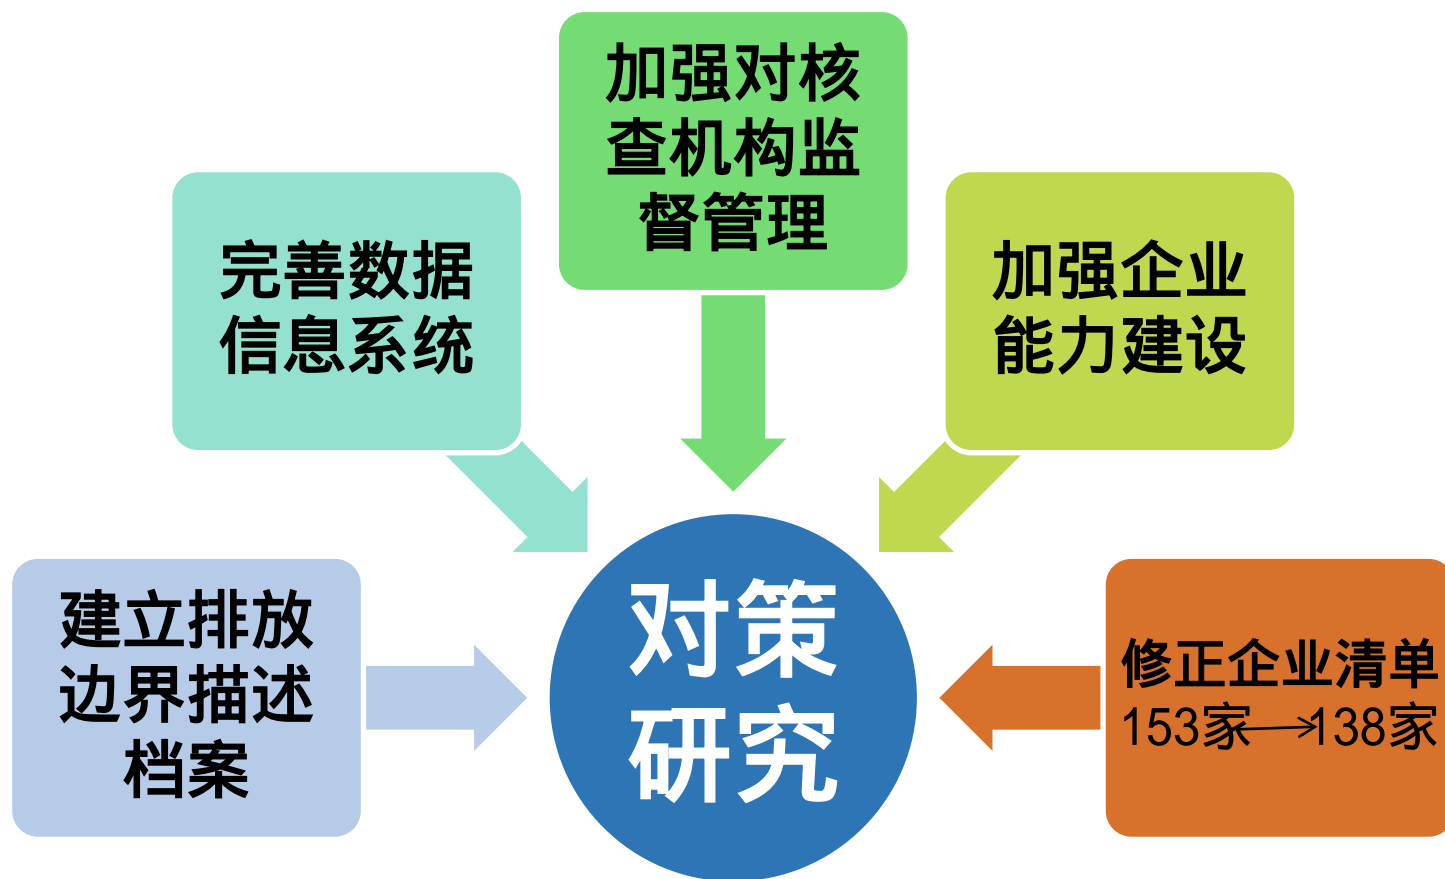 加强对核
查机构监
督管理
完善数据
信息系统
加强企业
能力建设
建立排放
边界描述
档案
对策
研究
修正企业清单
153家→138家